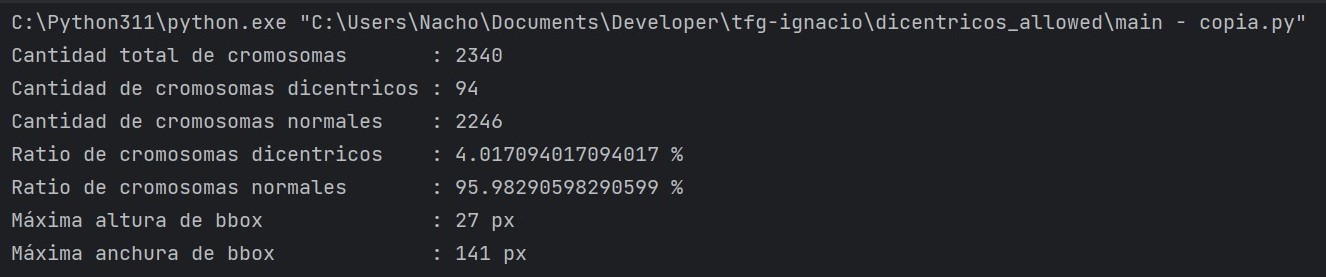 C:\Python311\python.exe "C:\Users\Nacho\Documents\Developer\tfg-ignacio\dicentricos_allowed\main - copia.py"
Cantidad total de cromosomas       : 2340
Cantidad de cromosomas dicentricos : 94
Cantidad de cromosomas normales    : 2246
Ratio de cromosomas dicentricos    : 4.017094017094017 %
Ratio de cromosomas normales       : 95.98290598290599 %
Máxima altura de bbox              : 27 px
Máxima anchura de bbox             : 141 px